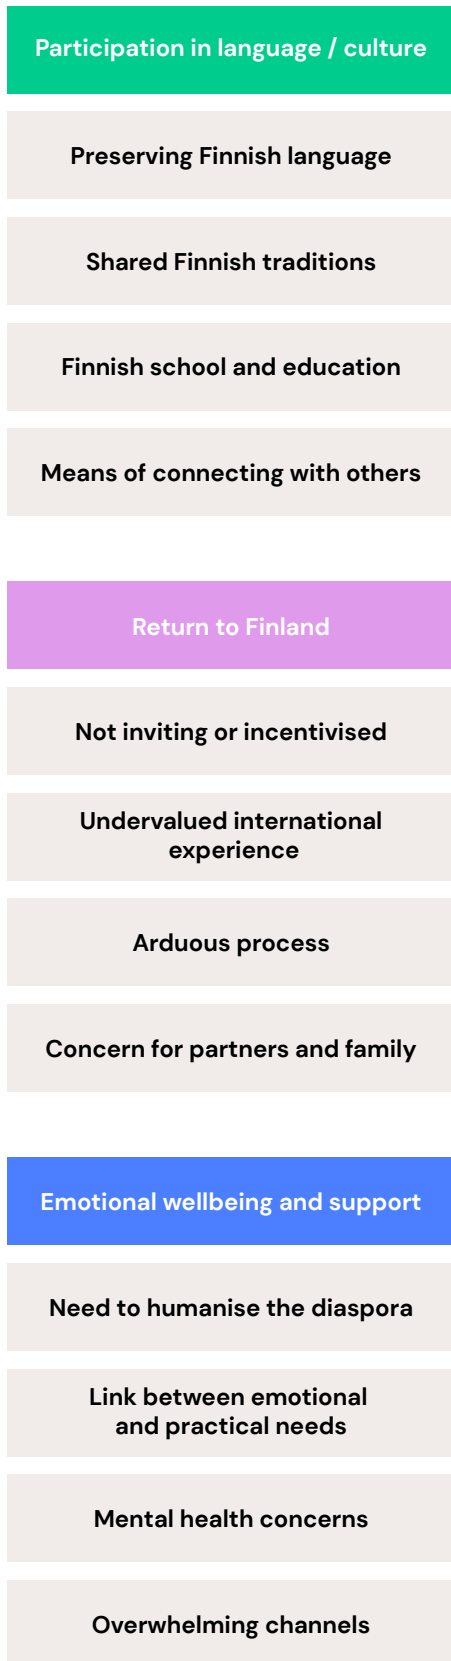 Participation in language / culture
Preserving Finnish language
Shared Finnish traditions
Finnish school and education
Means of connecting with others
Return to Finland
Not inviting or incentivised
Undervalued international
experience
Arduous process
Concern for partners and family
Emotional wellbeing and support
Need to humanise the diaspora
Link between emotional
and practical needs
Mental health concerns
Overwhelming channels